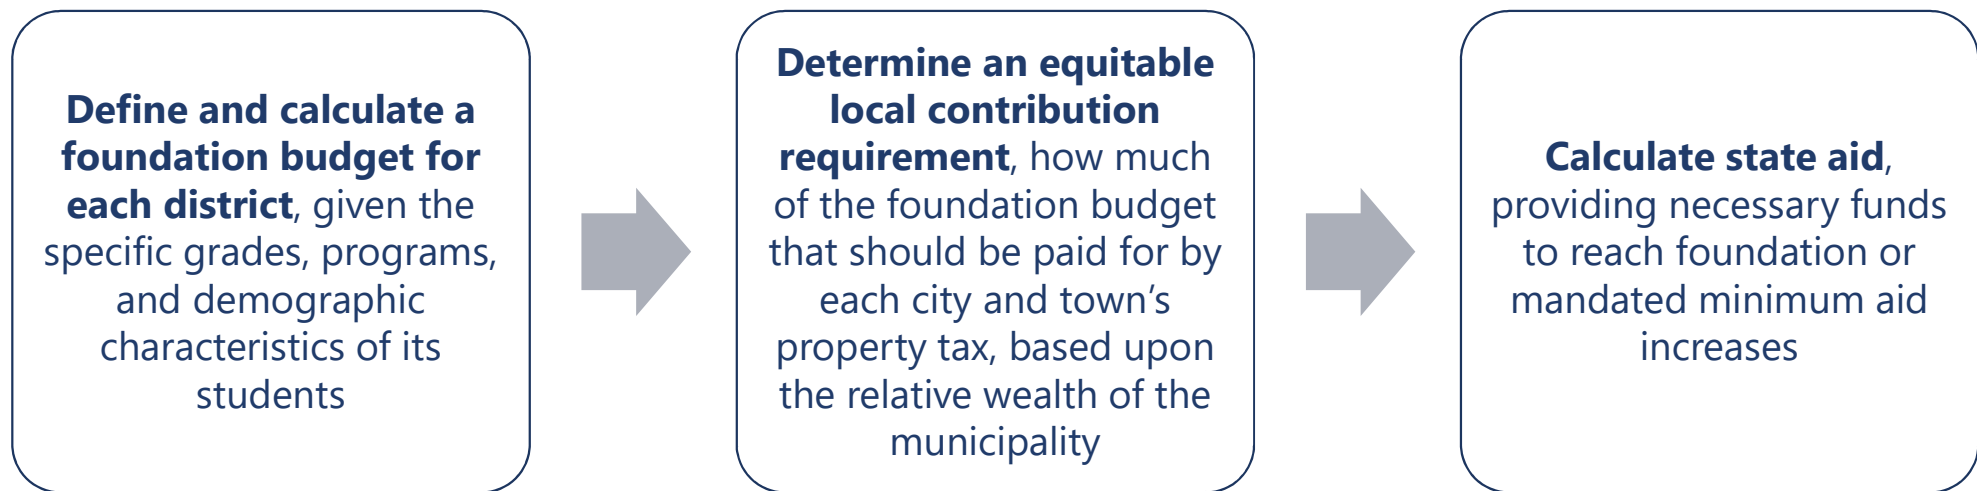 Define and calculate a
foundation budget for
each district, given the
specific grades, programs,
and demographic
characteristics of its
students
Determine an equitable
local contribution
requirement, how much
of the foundation budget
that should be paid for by
each city and town’s
property tax, based upon
the relative wealth of the
municipality
Calculate state aid,
providing necessary funds
to reach foundation or
mandated minimum aid
increases